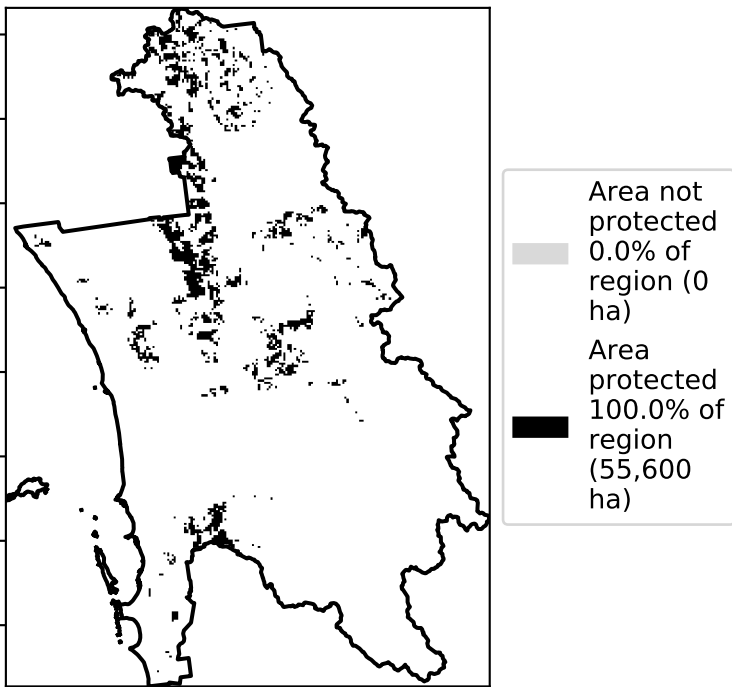 Area not
protected
0.0% of
region (0
ha)
Area
protected
100.0% of
region
(55,600
ha)